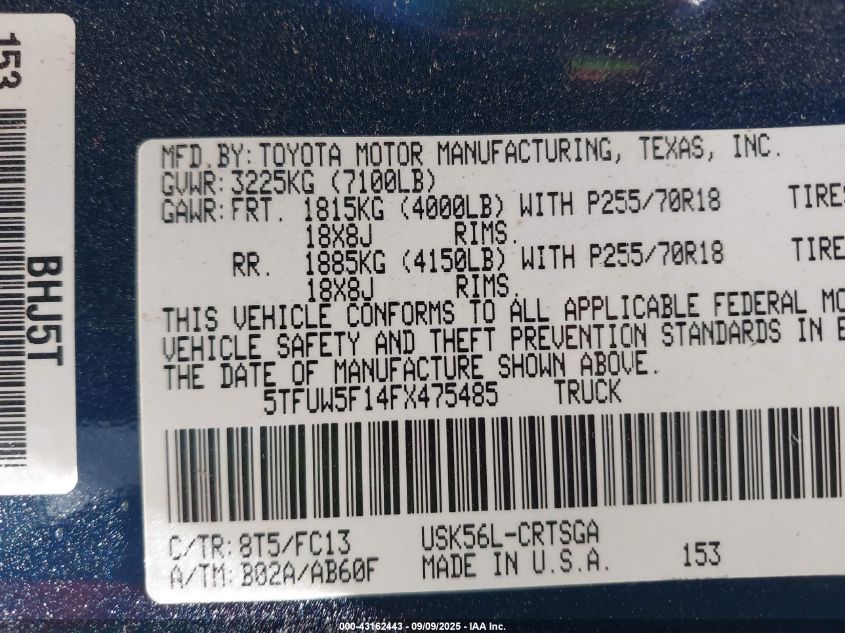 153
BHJ5T
MFD.BY: TOYOTA MOTOR MANUFACTURING, TEXAS, INC.
GVWR: 3225KG (7100LB)
GAWR: FRT. 1815KG (4000LB) WITH P255/70R18 TIRES
18X8J RIMS.
RR. 1885KG (4150LB) WITH P255/70R18 TIRE
18X8J RIMS.
THIS VEHICLE CONFORMS TO ALL APPLICABLE FEDERAL MO
VEHICLE SAFETY AND THEFT PREVENTION STANDARDS IN E
THE DATE OF MANUFACTURE SHOWN ABOVE.
5TFUW5F14FX475485 TRUCK
C/TR: 8T5/FC13 USK56L-CRTSGA
A/TM: B02A/AB60F MADE IN U.S.A. 153
000-43162443 - 09/09/2025 - IAA Inc.